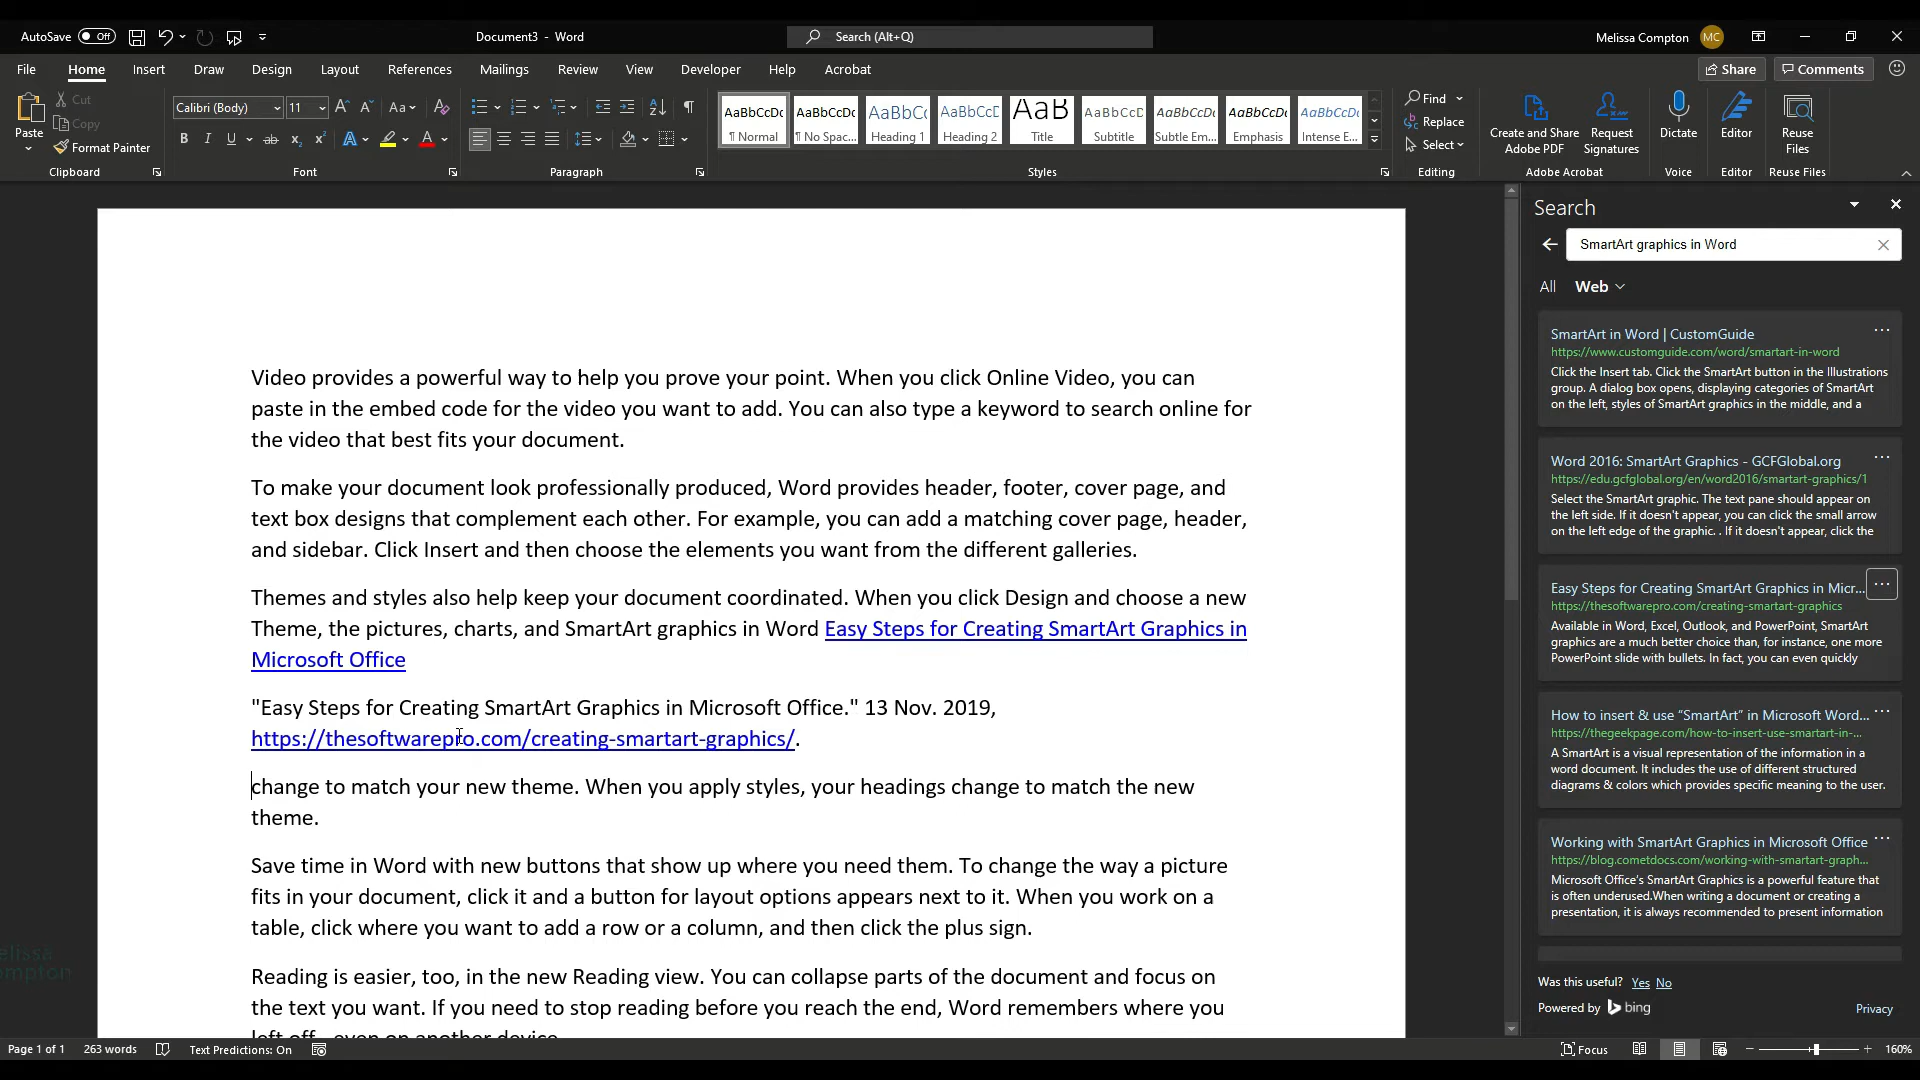 AutoSave Off
Document3 - Word
Search (Alt+Q)
Melissa Compton MC
File Home Insert Draw Design Layout References Mailings Review View Developer Help Acrobat
Share Comments
Paste
Cut
Copy
Format Painter
Clipboard
Calibri (Body) 11
Font
Paragraph
AaBbCcDc ¶ Normal
AaBbCcDc ¶ No Spac...
AaBbC( Heading 1
AaBbCcD Heading 2
AaB Title
AaBbCcD Subtitle
AaBbCcDc Subtle Em...
AaBbCcDc Emphasis
AaBbCcDc Intense E...
Styles
Find
Replace
Select
Editing
Create and Share Adobe PDF
Request Signatures
Adobe Acrobat
Dictate
Voice
Editor
Editor
Reuse Files
Reuse Files
Video provides a powerful way to help you prove your point. When you click Online Video, you can
paste in the embed code for the video you want to add. You can also type a keyword to search online for
the video that best fits your document.
To make your document look professionally produced, Word provides header, footer, cover page, and
text box designs that complement each other. For example, you can add a matching cover page, header,
and sidebar. Click Insert and then choose the elements you want from the different galleries.
Themes and styles also help keep your document coordinated. When you click Design and choose a new
Theme, the pictures, charts, and SmartArt graphics in Word Easy Steps for Creating SmartArt Graphics in
Microsoft Office
"Easy Steps for Creating SmartArt Graphics in Microsoft Office." 13 Nov. 2019,
https://thesoftwarepro.com/creating-smartart-graphics/.
change to match your new theme. When you apply styles, your headings change to match the new
theme.
Save time in Word with new buttons that show up where you need them. To change the way a picture
fits in your document, click it and a button for layout options appears next to it. When you work on a
table, click where you want to add a row or a column, and then click the plus sign.
Reading is easier, too, in the new Reading view. You can collapse parts of the document and focus on
the text you want. If you need to stop reading before you reach the end, Word remembers where you
left off - even on another device.
Search
SmartArt graphics in Word
All Web
SmartArt in Word | CustomGuide
https://www.customguide.com/word/smartart-in-word
Click the Insert tab. Click the SmartArt button in the Illustrations
group. A dialog box opens, displaying categories of SmartArt
on the left, styles of SmartArt graphics in the middle, and a
Word 2016: SmartArt Graphics - GCFGlobal.org
https://edu.gcfglobal.org/en/word2016/smartart-graphics/1
Select the SmartArt graphic. The text pane should appear on
the left side. If it doesn't appear, you can click the small arrow
on the left edge of the graphic. . If it doesn't appear, click the
Easy Steps for Creating SmartArt Graphics in Micr...
https://thesoftwarepro.com/creating-smartart-graphics
Available in Word, Excel, Outlook, and PowerPoint, SmartArt
graphics are a much better choice than, for instance, one more
PowerPoint slide with bullets. In fact, you can even quickly
How to insert & use “SmartArt” in Microsoft Word...
https://thegeekpage.com/how-to-insert-use-smartart-in-...
A SmartArt is a visual representation of the information in a
word document. It includes the use of different structured
diagrams & colors which provides specific meaning to the user.
Working with SmartArt Graphics in Microsoft Office
https://blog.cometdocs.com/working-with-smartart-graph...
Microsoft Office's SmartArt Graphics is a powerful feature that
is often underused.When writing a document or creating a
presentation, it is always recommended to present information
Was this useful? Yes No
Powered by bing
Privacy
elissa
ompton
Page 1 of 1 263 words Text Predictions: On
Focus
160%